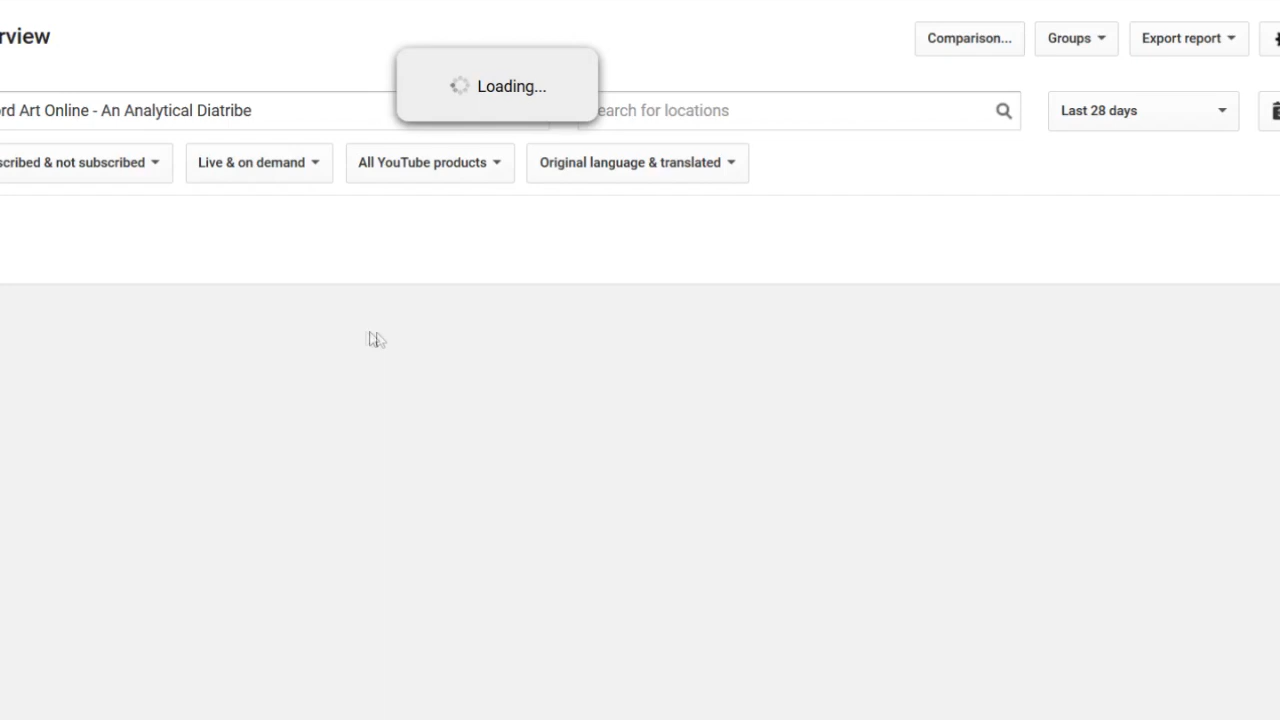 rview
Comparison...
Groups
Export report
Loading...
rd Art Online - An Analytical Diatribe
earch for locations
Last 28 days
scribed & not subscribed
Live & on demand
All YouTube products
Original language & translated